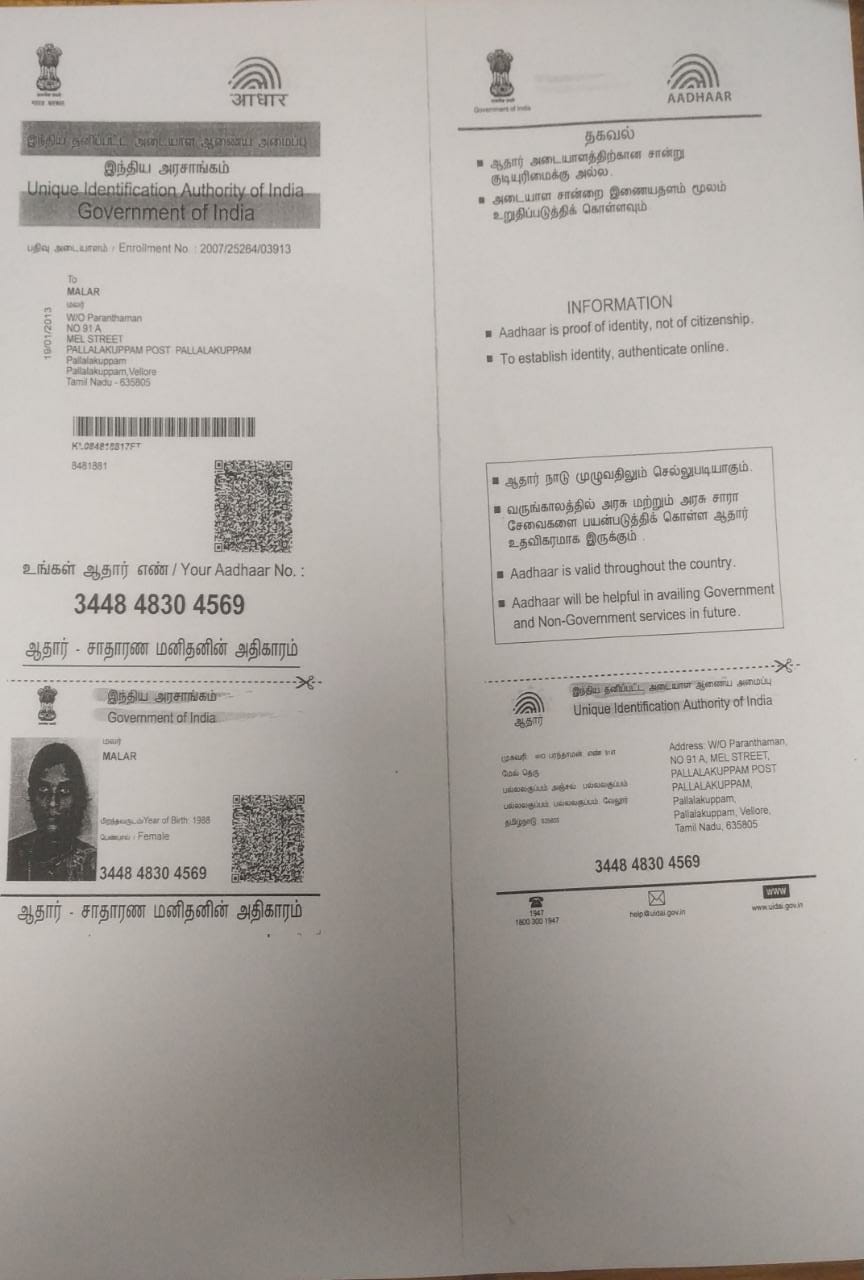 भारत सरकार
आधार
இந்திய தனிப்பட்ட அடையாள ஆணைய அமைப்பு
இந்திய அரசாங்கம்
Unique Identification Authority of India
Government of India
பதிவு அடையாளம் / Enrollment No : 2007/25264/03913
19/01/2013
To
MALAR
மலர்
W/O Paranthaman
NO 91 A
MEL STREET
PALLALAKUPPAM POST PALLALAKUPPAM
Pallalakuppam
Pallalakuppam,Vellore
Tamil Nadu - 635805
8481881
உங்கள் ஆதார் எண் / Your Aadhaar No. :
3448 4830 4569
ஆதார் - சாதாரண மனிதனின் அதிகாரம்
இந்திய அரசாங்கம்
Government of India
மலர்
MALAR
பிறந்தவருடம்/Year of Birth: 1988
பெண்பால் / Female
3448 4830 4569
ஆதார் - சாதாரண மனிதனின் அதிகாரம்
Government of India
AADHAAR
தகவல்
■ ஆதார் அடையாளத்திற்கான சான்று
குடியுரிமைக்கு அல்ல.
■ அடையாள சான்றை இணையதளம் மூலம்
உறுதிப்படுத்திக் கொள்ளவும்
INFORMATION
■ Aadhaar is proof of identity, not of citizenship.
■ To establish identity, authenticate online.
■ ஆதார் நாடு முழுவதிலும் செல்லுபடியாகும்.
■ வருங்காலத்தில் அரசு மற்றும் அரசு சாரா
சேவைகளை பயன்படுத்திக் கொள்ள ஆதார்
உதவிகரமாக இருக்கும் .
■ Aadhaar is valid throughout the country.
■ Aadhaar will be helpful in availing Government
and Non-Government services in future.
ஆதார்
இந்திய தனிப்பட்ட அடையாள ஆணைய அமைப்பு
Unique Identification Authority of India
முகவரி: W/O பரந்தாமன் எண்
மேல் தெரு
பல்லலகுப்பம் அஞ்சல் பல்லலகுப்பம்
பல்லலகுப்பம், பல்லலகுப்பம், வேலூர்
தமிழ்நாடு 635805
Address: W/O Paranthaman,
NO 91 A, MEL STREET,
PALLALAKUPPAM POST
PALLALAKUPPAM,
Pallalakuppam,
Pallalakuppam, Vellore,
Tamil Nadu, 635805
3448 4830 4569
1947
1800 300 1947
help@uidai.gov.in
WWW
www.uidai.gov.in